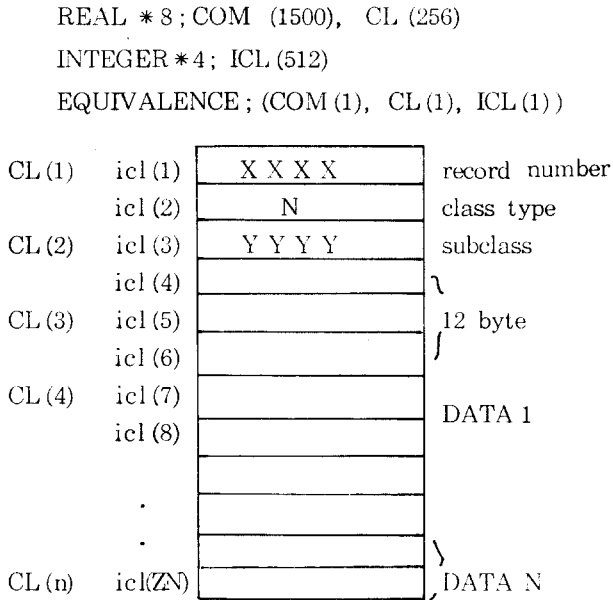 REAL *8; COM (1500), CL (256)
INTEGER *4; ICL (512)
EQUIVALENCE; (COM (1), CL (1), ICL (1))
CL (1) icl (1) X X X X record number
icl (2) N class type
CL (2) icl (3) Y Y Y Y subclass
icl (4)
CL (3) icl (5) 12 byte
icl (6)
CL (4) icl (7)
DATA 1
icl (8)
.
.
CL (n) icl (ZN) DATA N